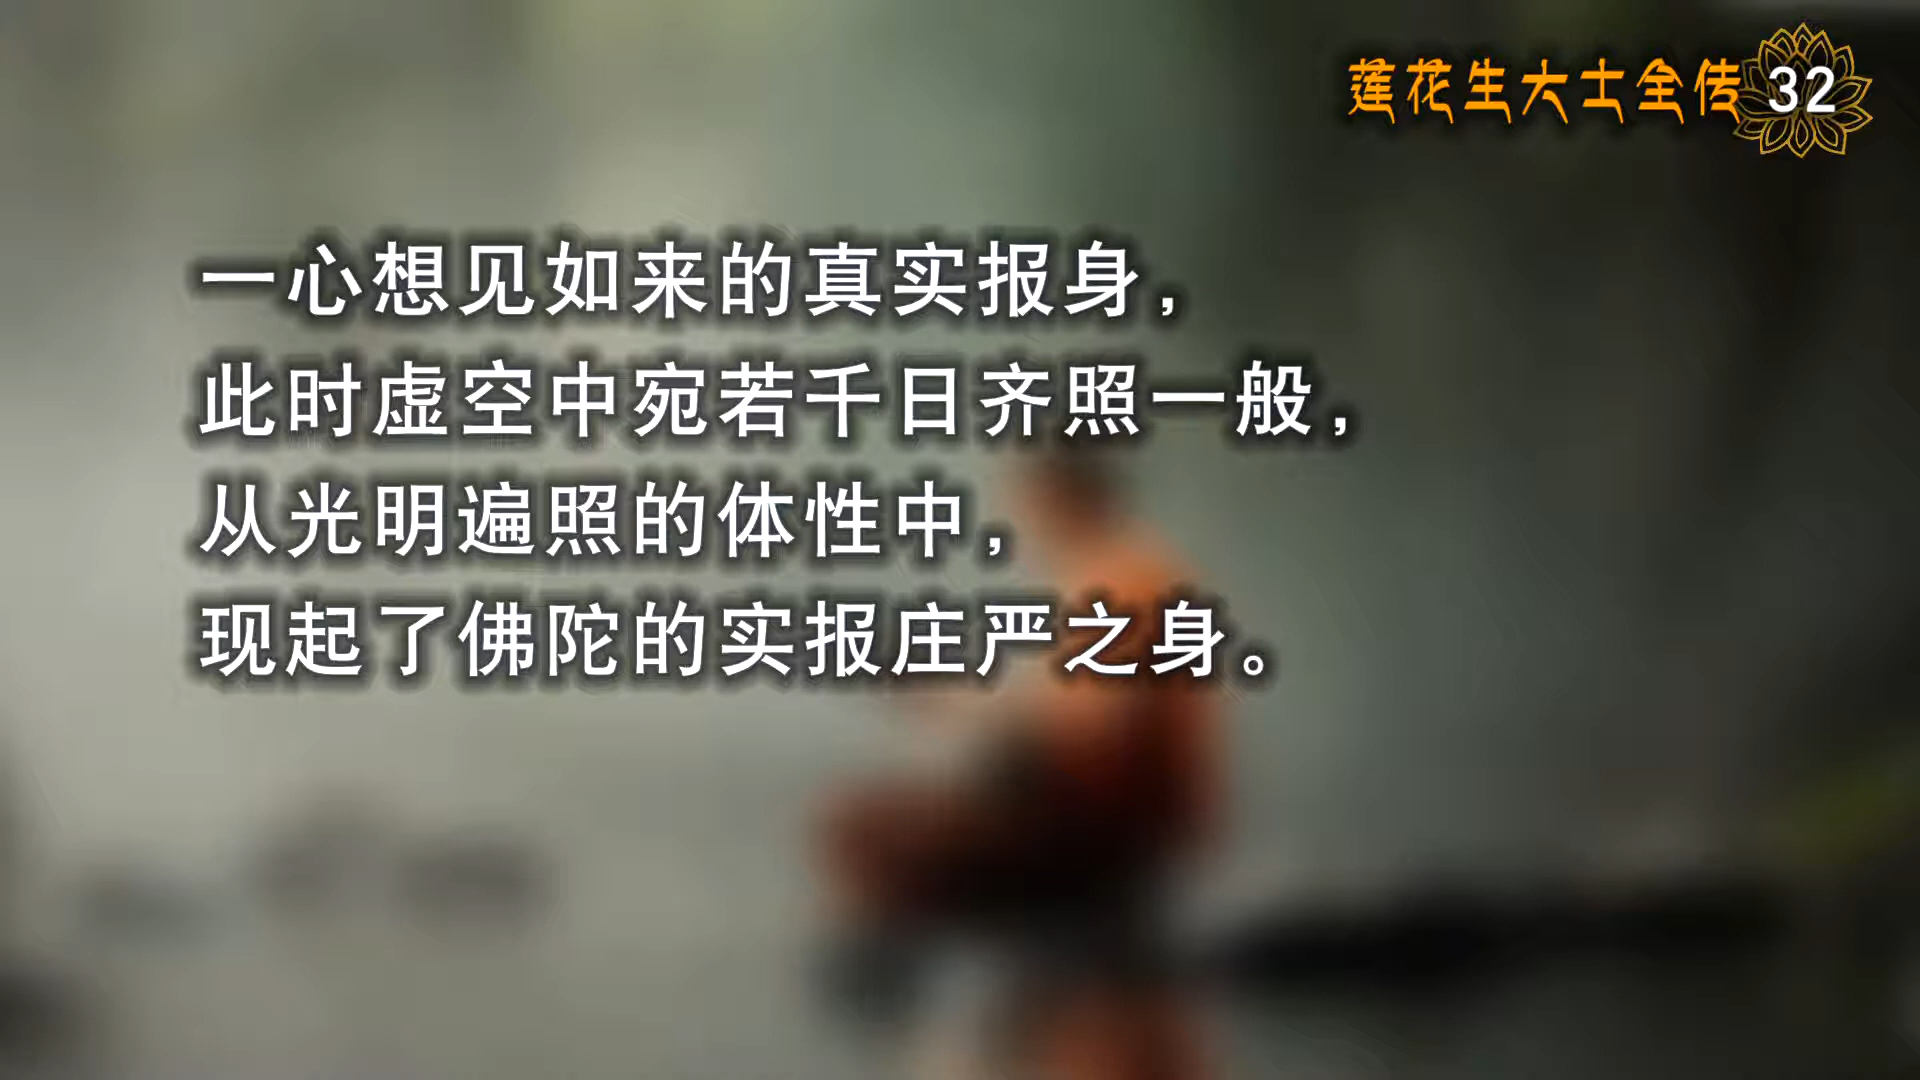 莲花生大士全传 32
一心想见如来的真实报身，
此时虚空中宛若千日齐照一般，
从光明遍照的体性中，
现起了佛陀的实报庄严之身。